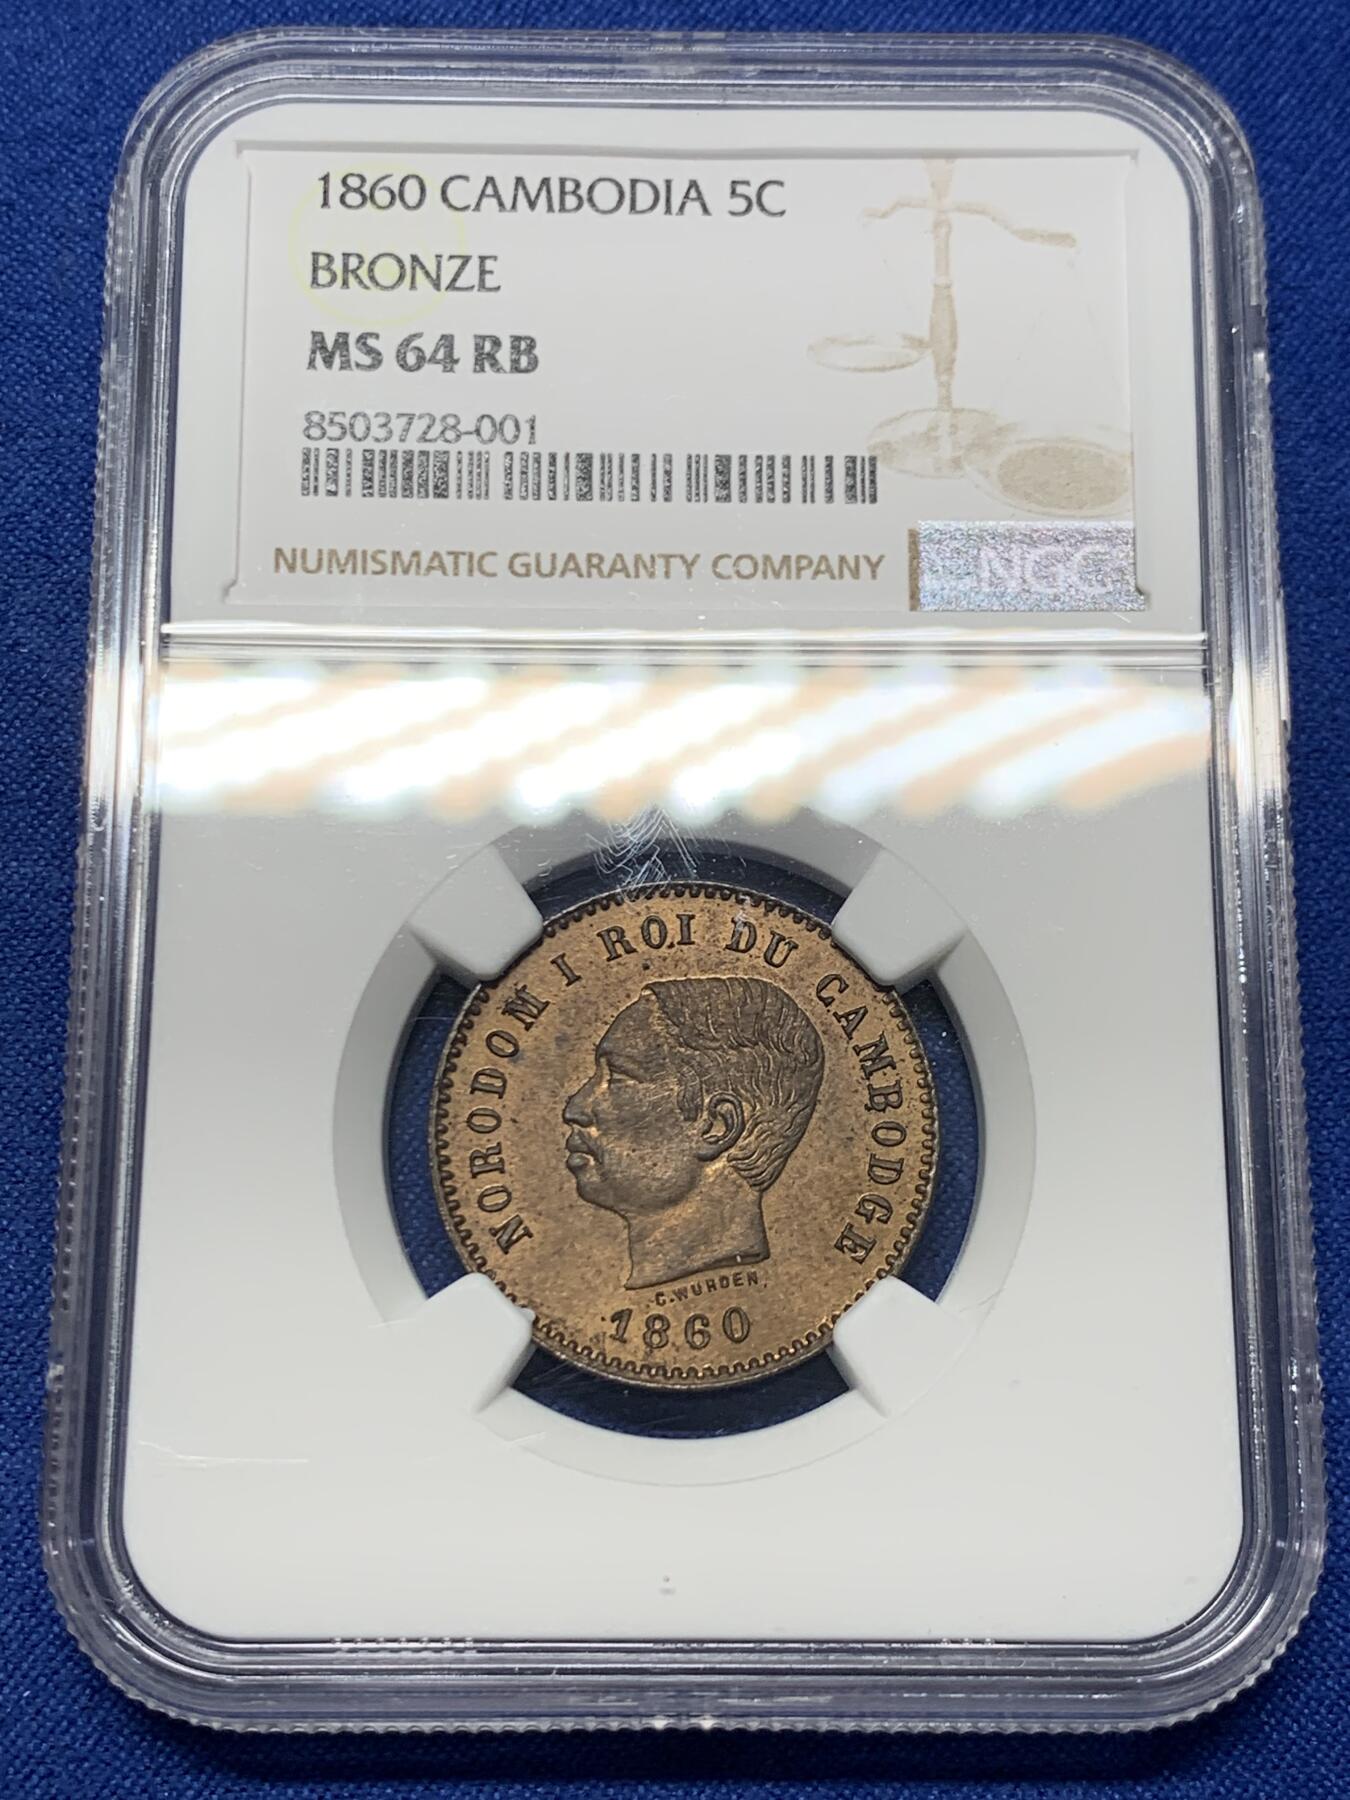 1860 CAMBODIA 5C
BRONZE
MS 64 RB
8503728-001
NUMISMATIC GUARANTY COMPANY
NGC
NORODOM I ROI DU CAMBODGE
C.WURDEN,
1860